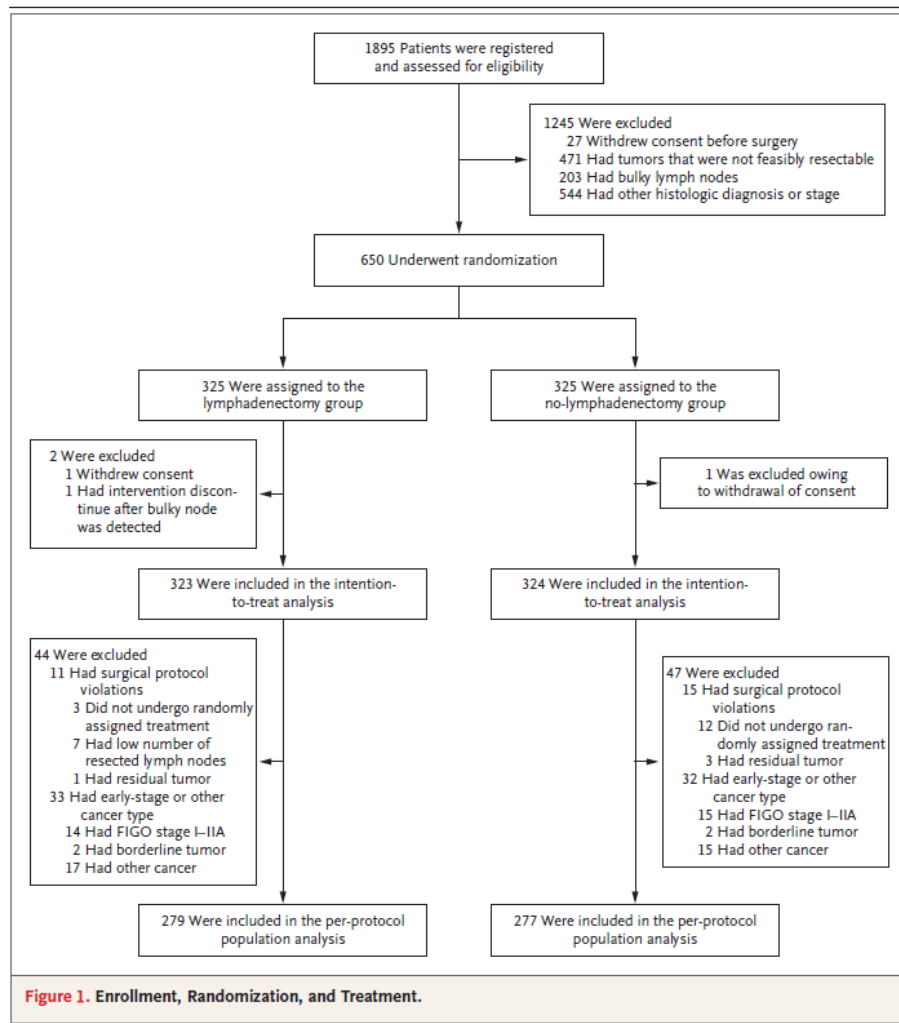 1895 Patients were registered
and assessed for eligibility
1245 Were excluded
27 Withdrew consent before surgery
471 Had tumors that were not feasibly resectable
203 Had bulky lymph nodes
544 Had other histologic diagnosis or stage
650 Underwent randomization
325 Were assigned to the
lymphadenectomy group
325 Were assigned to the
no-lymphadenectomy group
2 Were excluded
1 Withdrew consent
1 Had intervention discon-
tinue after bulky node
was detected
1 Was excluded owing
to withdrawal of consent
323 Were included in the intention-
to-treat analysis
324 Were included in the intention-
to-treat analysis
44 Were excluded
11 Had surgical protocol
violations
3 Did not undergo randomly
assigned treatment
7 Had low number of
resected lymph nodes
1 Had residual tumor
33 Had early-stage or other
cancer type
14 Had FIGO stage I–IIA
2 Had borderline tumor
17 Had other cancer
47 Were excluded
15 Had surgical protocol
violations
12 Did not undergo ran-
domly assigned treatment
3 Had residual tumor
32 Had early-stage or other
cancer type
15 Had FIGO stage I–IIA
2 Had borderline tumor
15 Had other cancer
279 Were included in the per-protocol
population analysis
277 Were included in the per-protocol
population analysis
Figure 1. Enrollment, Randomization, and Treatment.